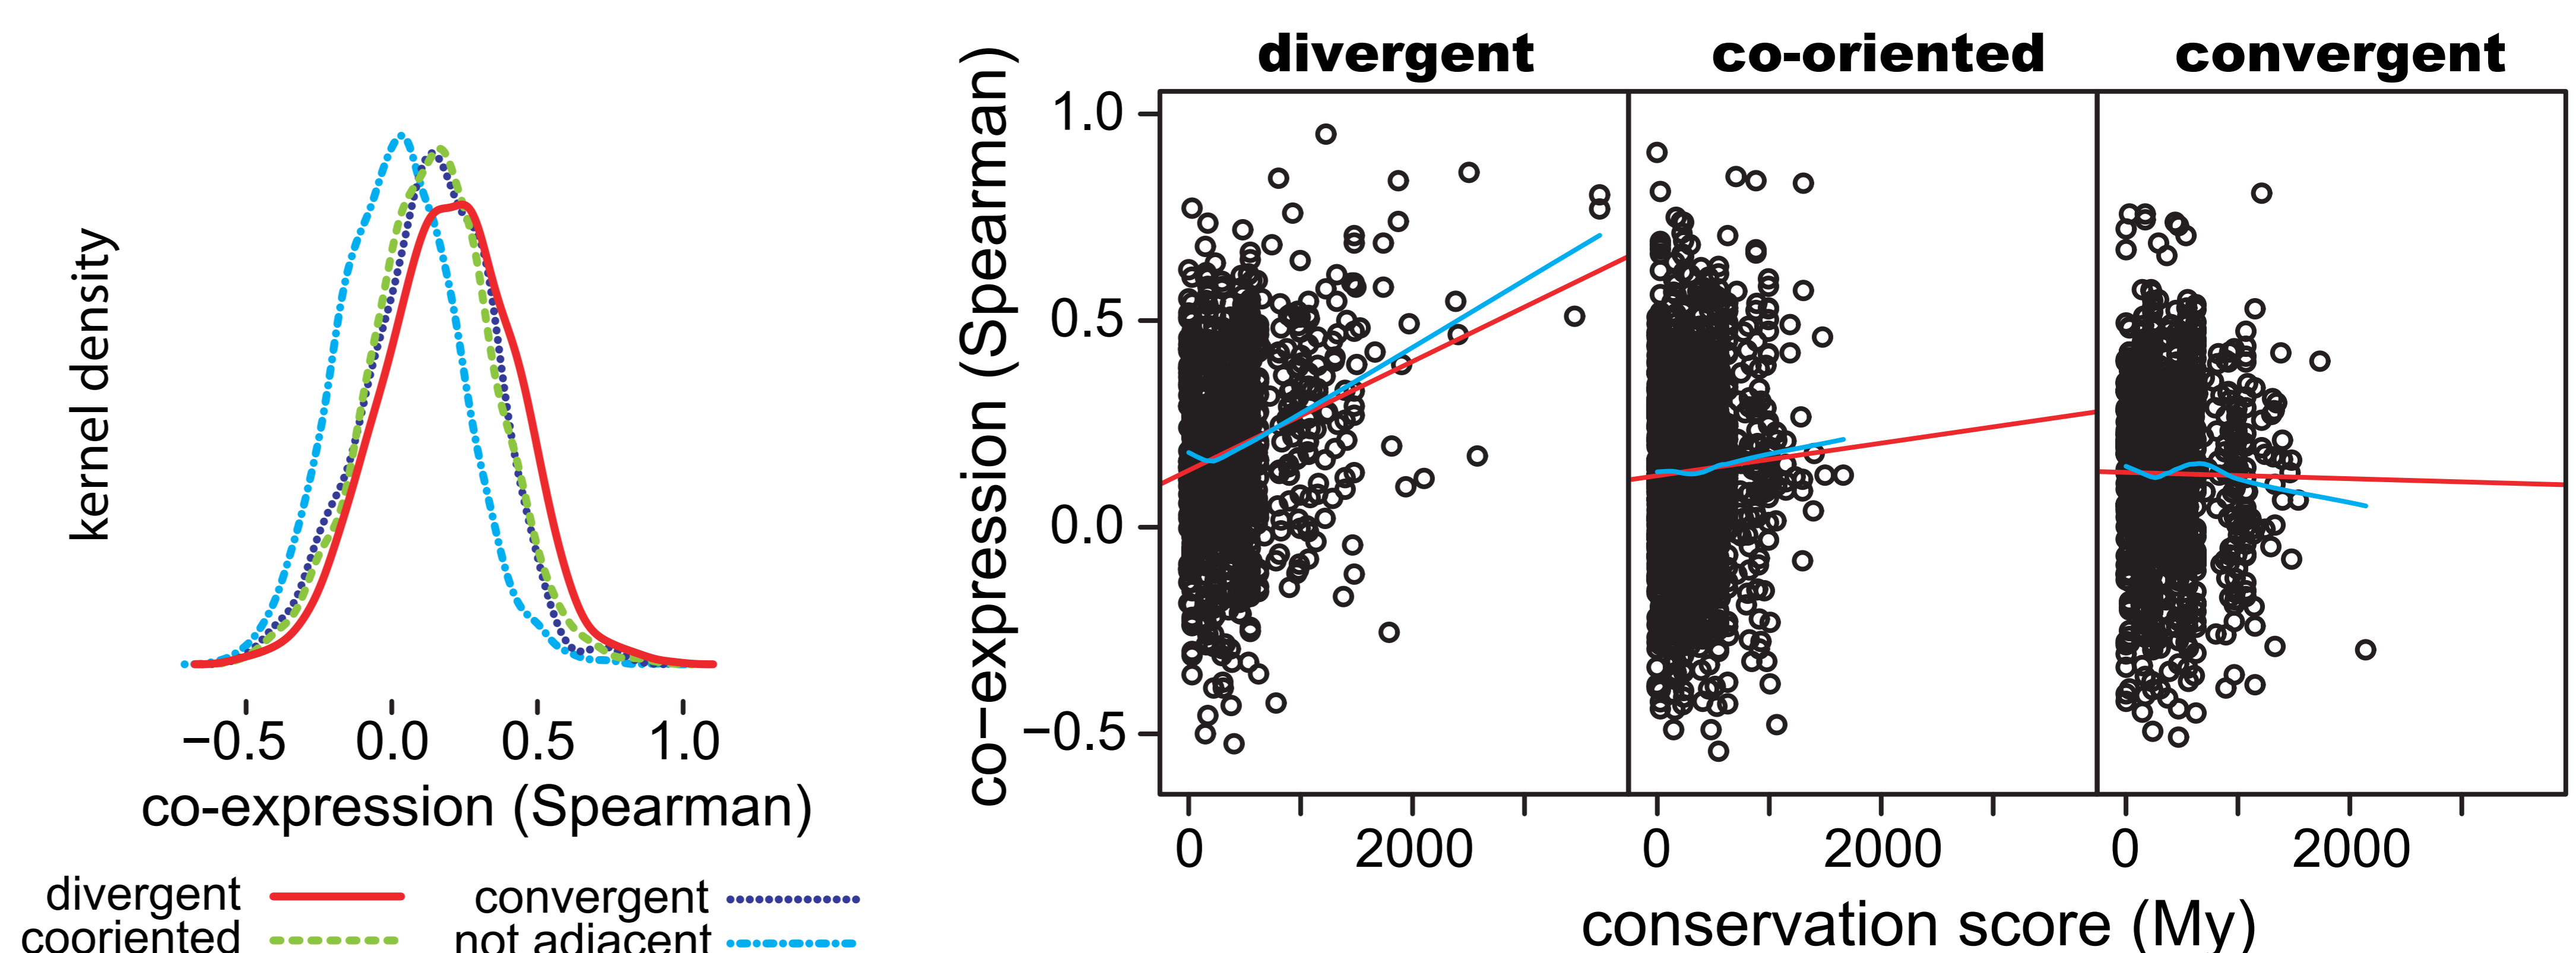 kernel density
−0.5 0.0 0.5 1.0
co-expression (Spearman)
divergent
cooriented
convergent
not adjacent
divergent co-oriented convergent
co−expression (Spearman)
1.0
0.5
0.0
−0.5
0 2000 0 2000 0 2000
conservation score (My)